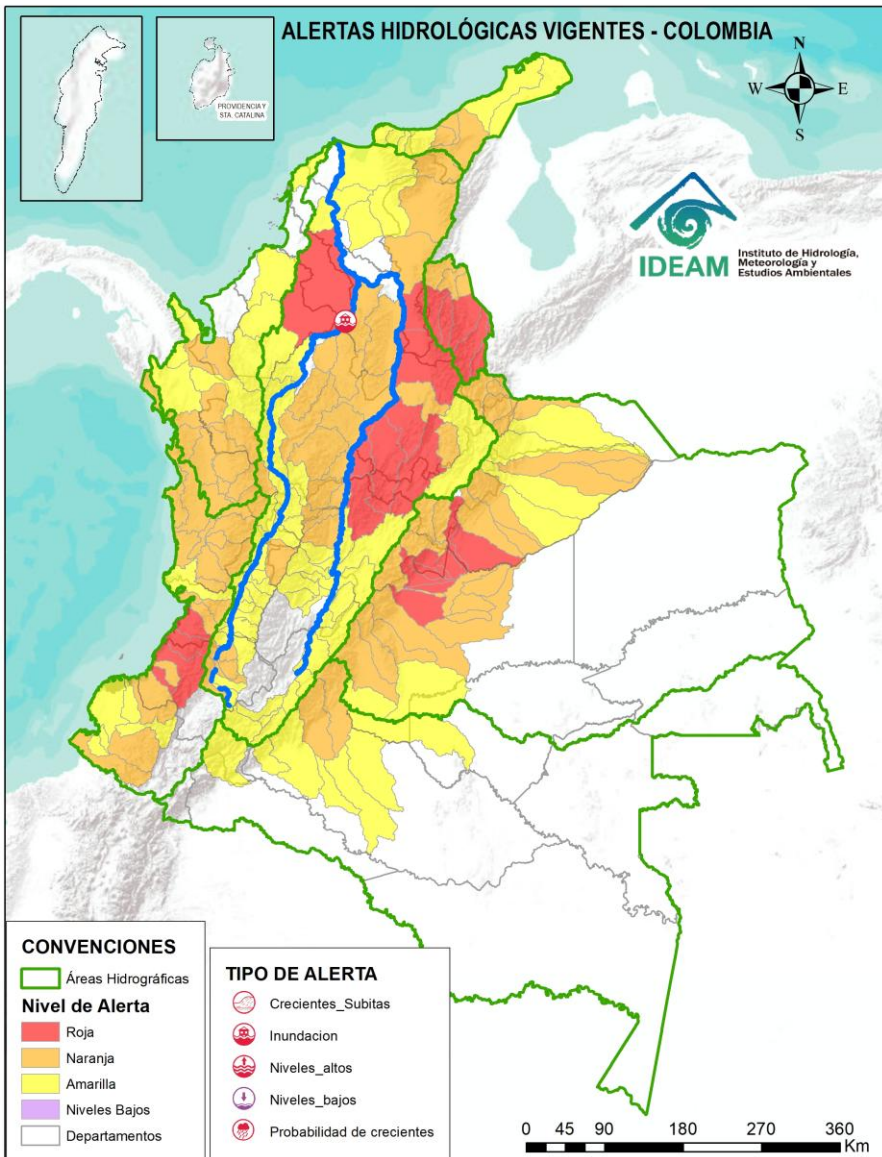 ALERTAS HIDROLÓGICAS VIGENTES - COLOMBIA
PROVIDENCIA Y
STA. CATALINA
N
W
E
S
IDEAM
Instituto de Hidrología,
Meteorología y
Estudios Ambientales
CONVENCIONES
Áreas Hidrográficas
Nivel de Alerta
Roja
Naranja
Amarilla
Niveles Bajos
Departamentos
TIPO DE ALERTA
Crecientes_Subitas
Inundacion
Niveles_altos
Niveles_bajos
Probabilidad de crecientes
0 45 90 180 270 360
Km